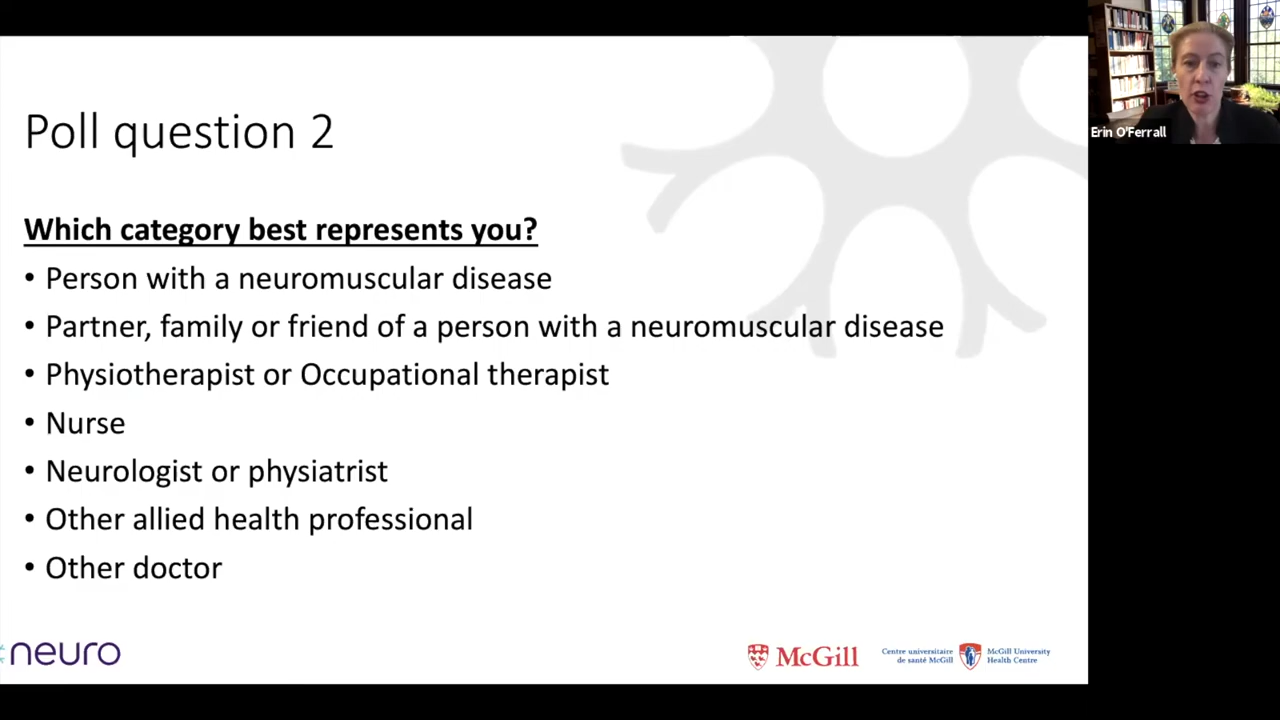 Poll question 2
Which category best represents you?
• Person with a neuromuscular disease
• Partner, family or friend of a person with a neuromuscular disease
• Physiotherapist or Occupational therapist
• Nurse
• Neurologist or physiatrist
• Other allied health professional
• Other doctor
neuro
McGill
Centre universitaire
de santé McGill
McGill University
Health Centre
Erin O'Ferrall